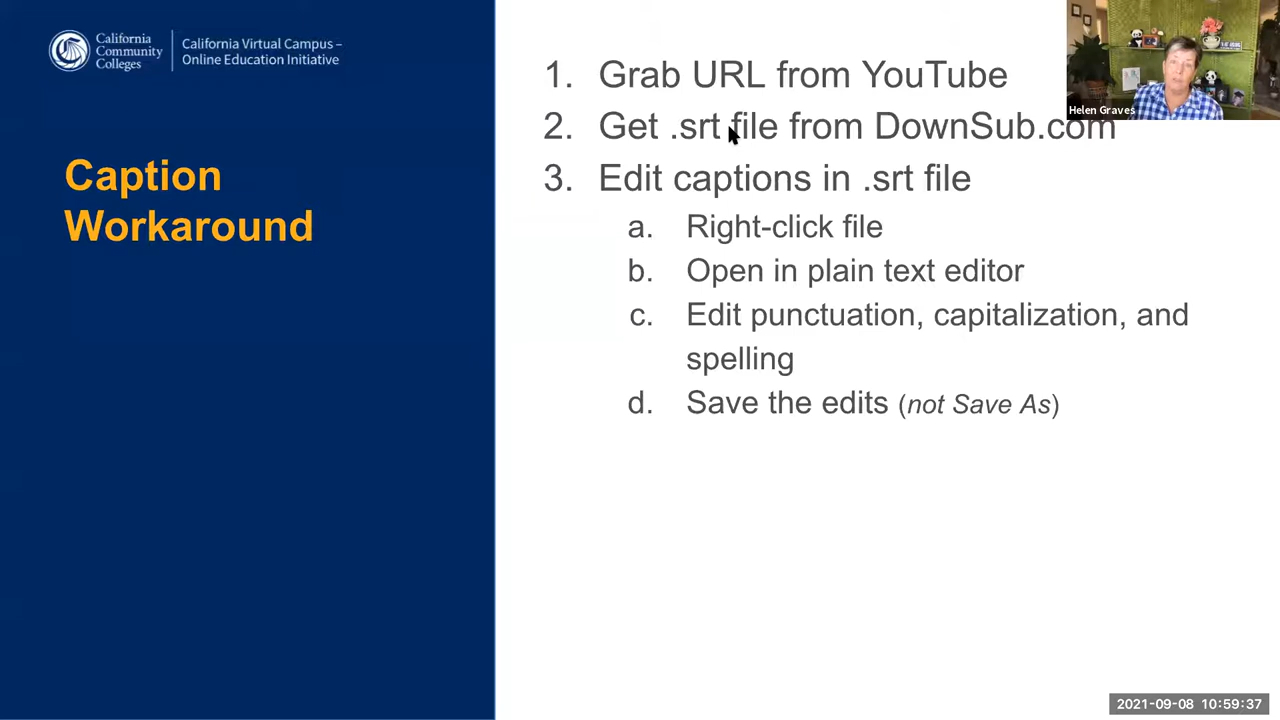 California
Community
Colleges
California Virtual Campus –
Online Education Initiative
Caption
Workaround
1. Grab URL from YouTube
2. Get .srt file from DownSub.com
3. Edit captions in .srt file
a. Right-click file
b. Open in plain text editor
c. Edit punctuation, capitalization, and
spelling
d. Save the edits (not Save As)
Helen Graves
2021-09-08 10:59:37